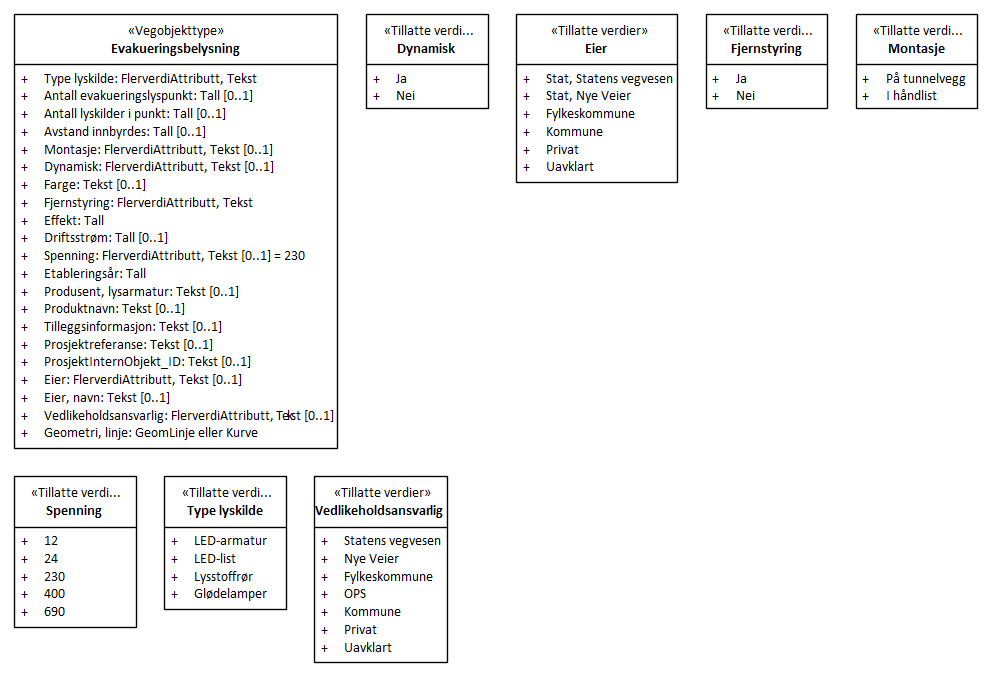 «Vegobjekttype»
Evakueringsbelysning
+ Type lyskilde: FlerverdiAttributt, Tekst
+ Antall evakueringslyspunkt: Tall [0..1]
+ Antall lyskilder i punkt: Tall [0..1]
+ Avstand innbyrdes: Tall [0..1]
+ Montasje: FlerverdiAttributt, Tekst [0..1]
+ Dynamisk: FlerverdiAttributt, Tekst [0..1]
+ Farge: Tekst [0..1]
+ Fjernstyring: FlerverdiAttributt, Tekst
+ Effekt: Tall
+ Driftsstrøm: Tall [0..1]
+ Spenning: FlerverdiAttributt, Tekst [0..1] = 230
+ Etableringsår: Tall
+ Produsent, lysarmatur: Tekst [0..1]
+ Produktnavn: Tekst [0..1]
+ Tilleggsinformasjon: Tekst [0..1]
+ Prosjektreferanse: Tekst [0..1]
+ ProsjektInternObjekt_ID: Tekst [0..1]
+ Eier: FlerverdiAttributt, Tekst [0..1]
+ Eier, navn: Tekst [0..1]
+ Vedlikeholdsansvarlig: FlerverdiAttributt, Tekst [0..1]
+ Geometri, linje: GeomLinje eller Kurve
«Tillatte verdi...
Dynamisk
+ Ja
+ Nei
«Tillatte verdier»
Eier
+ Stat, Statens vegvesen
+ Stat, Nye Veier
+ Fylkeskommune
+ Kommune
+ Privat
+ Uavklart
«Tillatte verdi...
Fjernstyring
+ Ja
+ Nei
«Tillatte verdi...
Montasje
+ På tunnelvegg
+ I håndlist
«Tillatte verdi...
Spenning
+ 12
+ 24
+ 230
+ 400
+ 690
«Tillatte verdi...
Type lyskilde
+ LED-armatur
+ LED-list
+ Lysstoffrør
+ Glødelamper
«Tillatte verdier»
Vedlikeholdsansvarlig
+ Statens vegvesen
+ Nye Veier
+ Fylkeskommune
+ OPS
+ Kommune
+ Privat
+ Uavklart